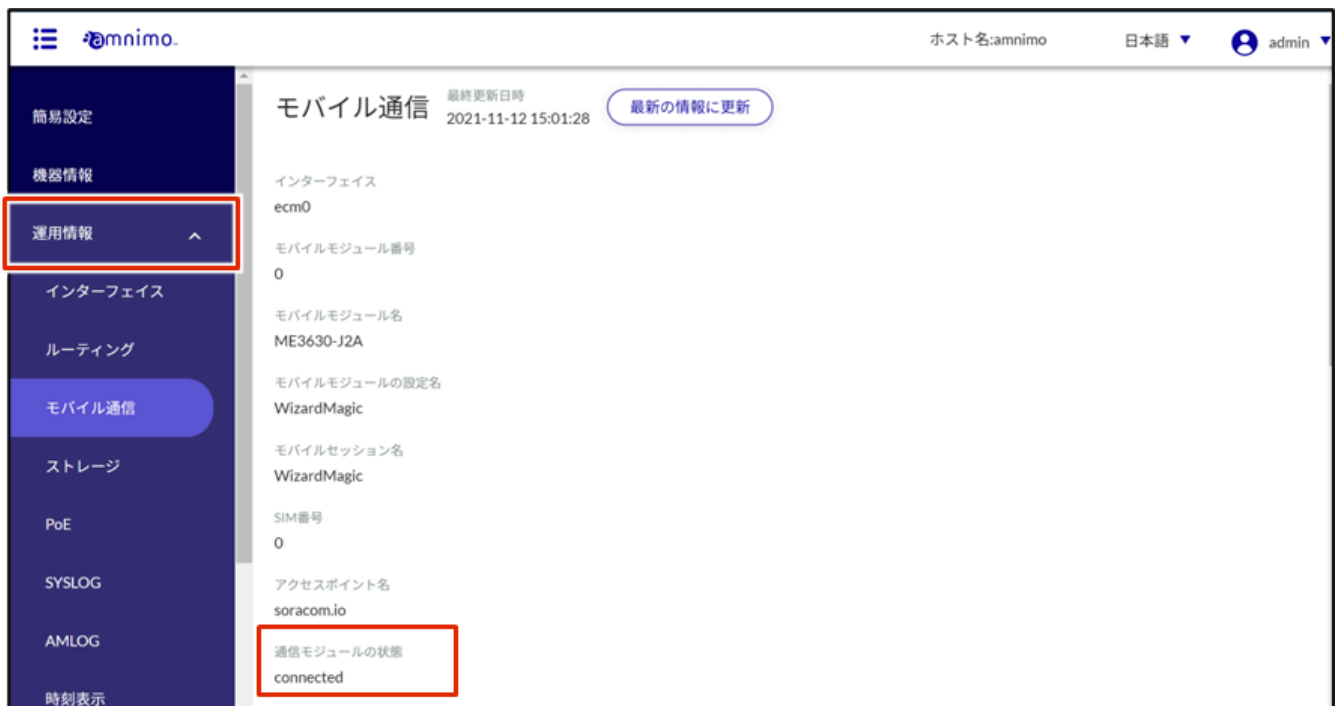 amnimo.
ホスト名:amnimo
日本語
admin
簡易設定
機器情報
運用情報
インターフェイス
ルーティング
モバイル通信
ストレージ
PoE
SYSLOG
AMLOG
時刻表示
モバイル通信
最終更新日時
2021-11-12 15:01:28
最新の情報に更新
インターフェイス
ecm0
モバイルモジュール番号
0
モバイルモジュール名
ME3630-J2A
モバイルモジュールの設定名
WizardMagic
モバイルセッション名
WizardMagic
SIM番号
0
アクセスポイント名
soracom.io
通信モジュールの状態
connected